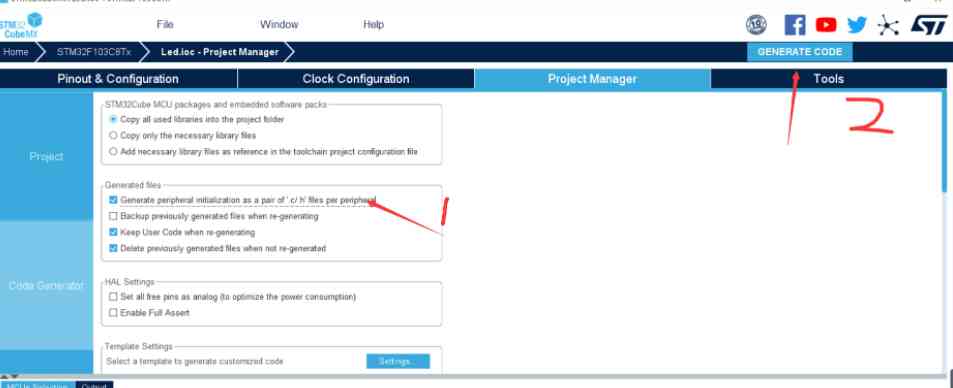 STM32
CubeMX
File
Window
Help
Home
STM32F103C8Tx
Led.ioc - Project Manager
GENERATE CODE
Pinout & Configuration
Clock Configuration
Project Manager
Tools
2
Project
Code Generator
STM32Cube MCU packages and embedded software packs
Copy all used libraries into the project folder
Copy only the necessary library files
Add necessary library files as reference in the toolchain project configuration file
Generated files
Generate peripheral initialization as a pair of '.c/.h' files per peripheral
1
Backup previously generated files when re-generating
Keep User Code when re-generating
Delete previously generated files when not re-generated
HAL Settings
Set all free pins as analog (to optimize the power consumption)
Enable Full Assert
Template Settings
Select a template to generate customized code
Settings...
MCUs Selection
Output